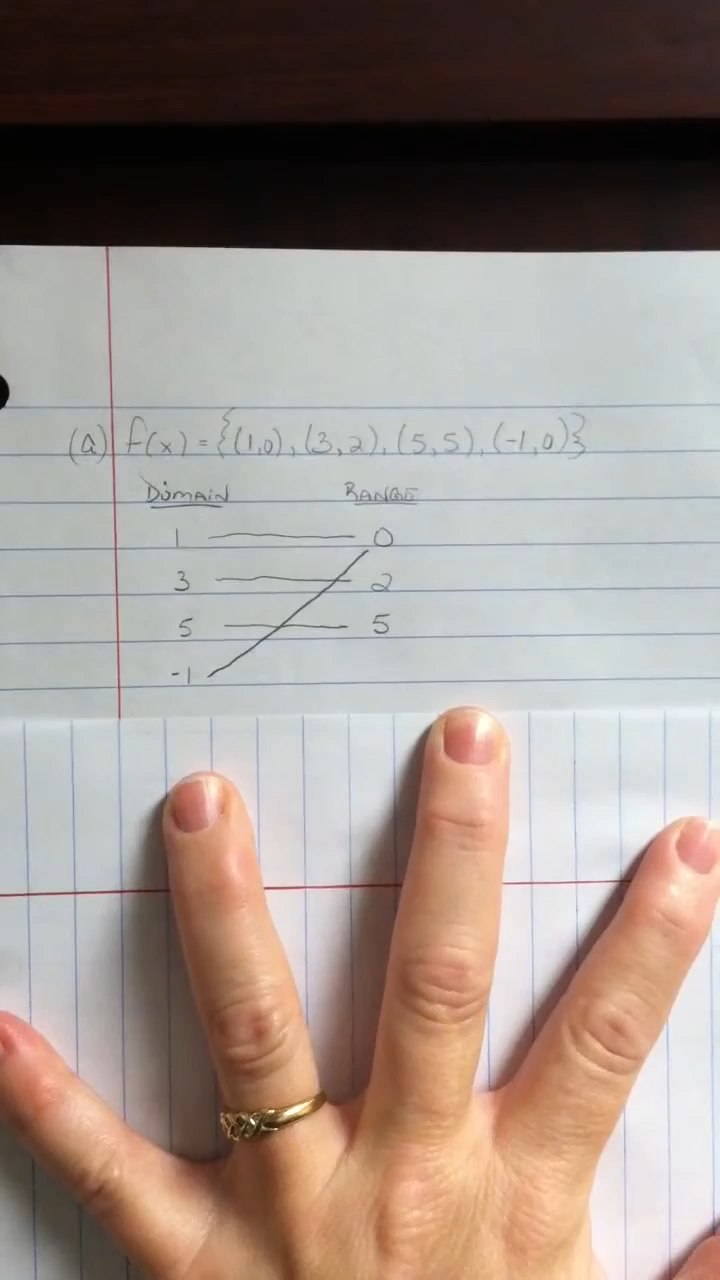 (a) f(x) = {(1,0), (3,2), (5,5), (-1,0)}
DOMAIN RANGE
1 0
3 2
5 5
-1